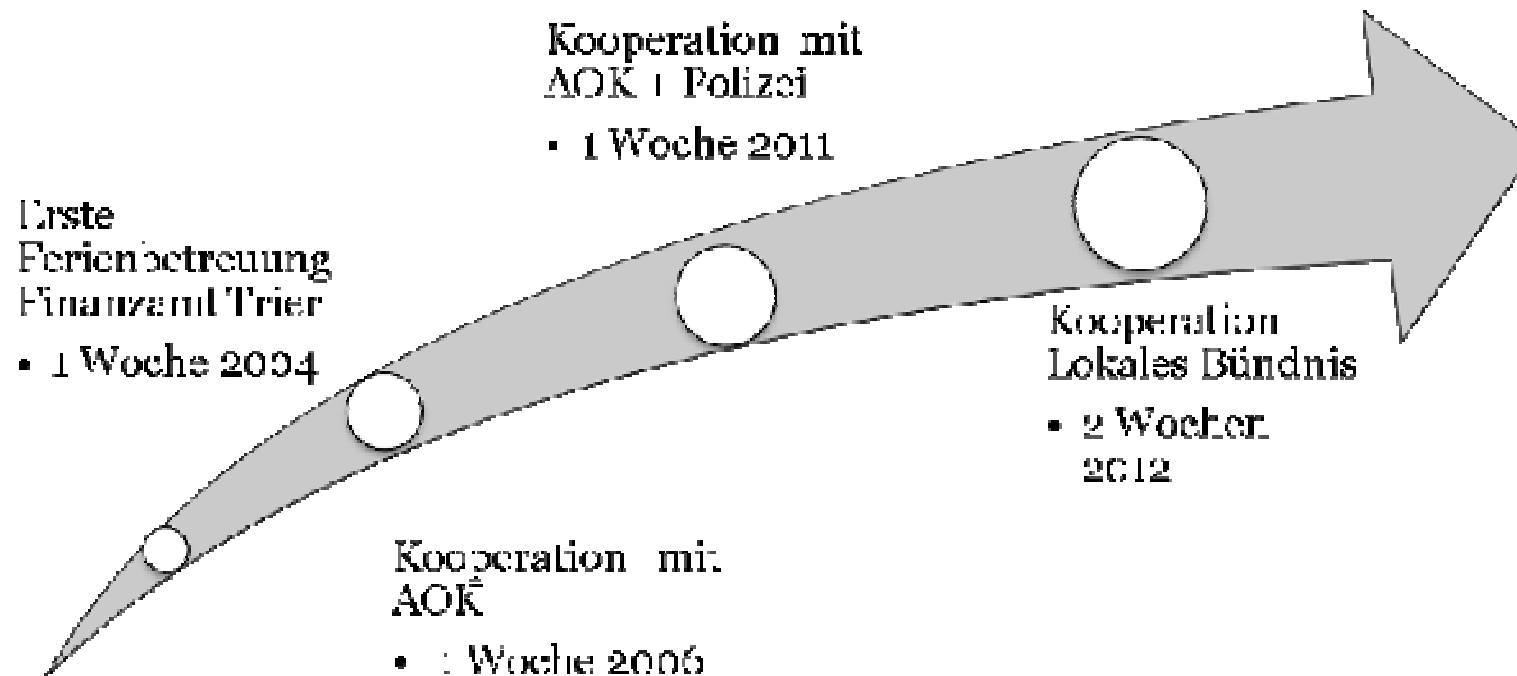 Erste
Ferienbetreuung
Finanzamt Trier
• 1 Woche 2004
Kooperation mit
AOK
• 1 Woche 2006
Kooperation mit
AOK + Polizei
• 1 Woche 2011
Kooperation
Lokales Bündnis
• 2 Wochen
2012